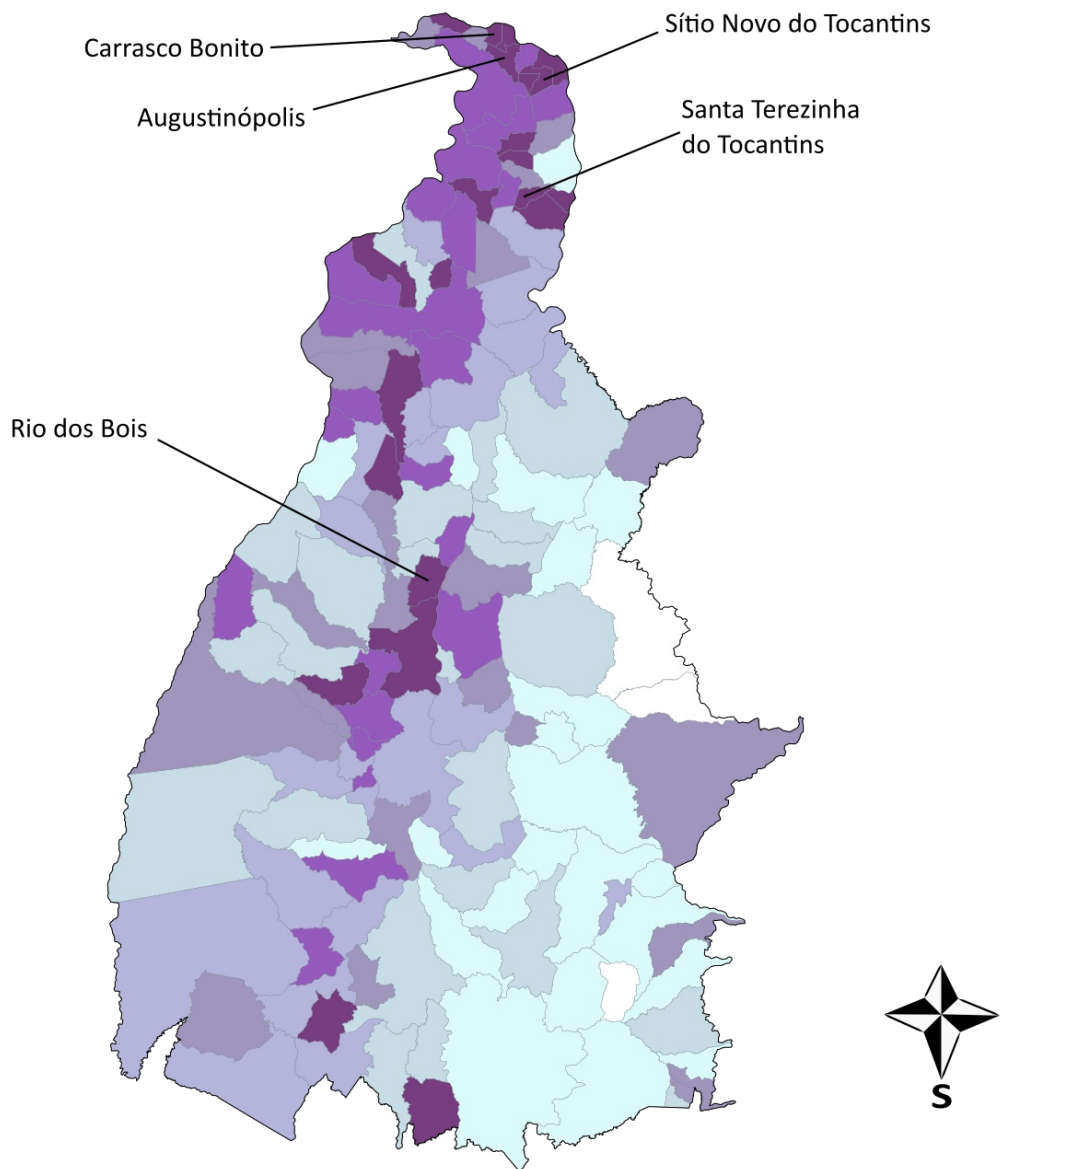 Sítio Novo do Tocantins
Carrasco Bonito
Augustinópolis
Santa Terezinha
do Tocantins
Rio dos Bois
S